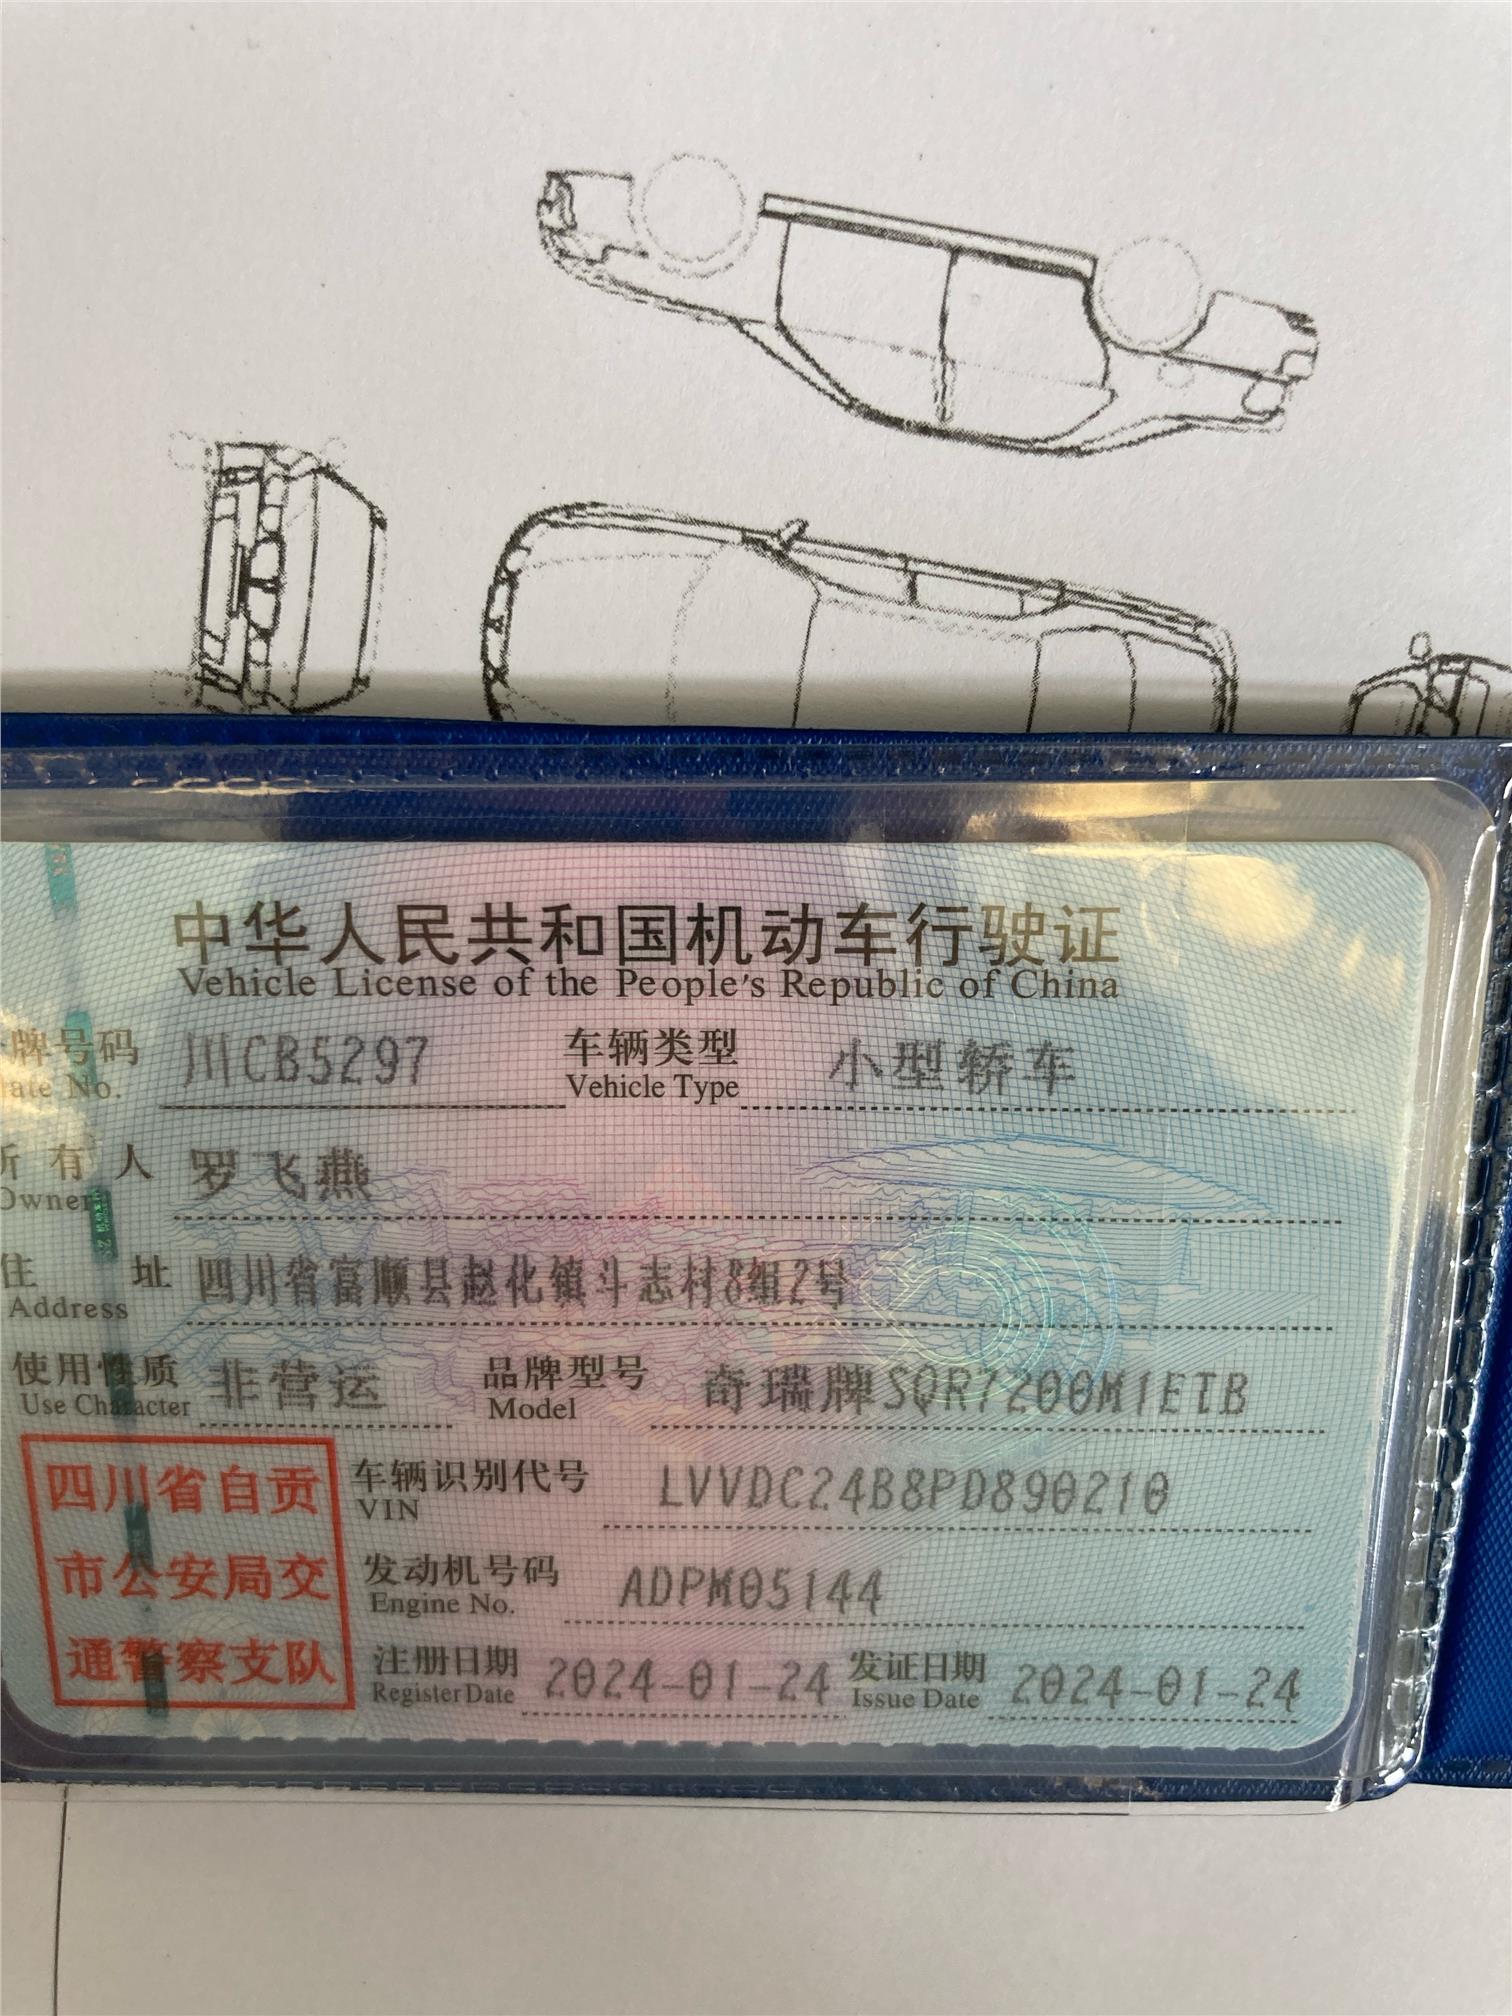 中华人民共和国机动车行驶证
Vehicle License of the People's Republic of China
牌号码 川CB5297 车辆类型 小型轿车
ate No. Vehicle Type
所有人 罗飞燕
Owner
住址 四川省富顺县赵化镇斗志村8组2号
Address
使用性质 非营运 品牌型号 奇瑞牌SQR7200M1ETB
Use Character Model
四川省自贡
市公安局交
通警察支队
车辆识别代号 LVVDC24B8PD890210
VIN
发动机号码 ADPM05144
Engine No.
注册日期 2024-01-24 发证日期 2024-01-24
Register Date Issue Date